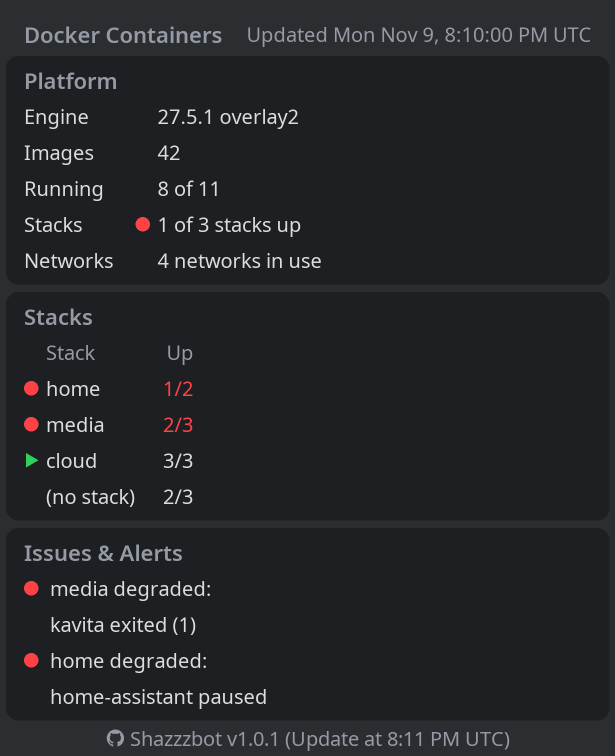 Docker Containers Updated Mon Nov 9, 8:10:00 PM UTC
Platform
Engine 27.5.1 overlay2
Images 42
Running 8 of 11
Stacks 1 of 3 stacks up
Networks 4 networks in use
Stacks
Stack Up
home 1/2
media 2/3
cloud 3/3
(no stack) 2/3
Issues & Alerts
media degraded:
kavita exited (1)
home degraded:
home-assistant paused
Shazzzbot v1.0.1 (Update at 8:11 PM UTC)